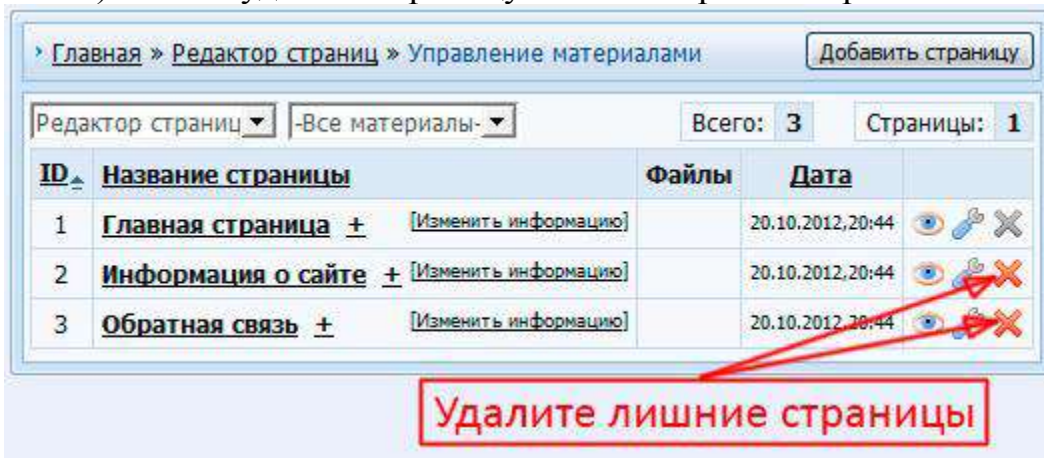 › Главная » Редактор страниц » Управление материалами Добавить страницу
Редактор страниц -Все материалы- Всего: 3 Страницы: 1
ID Название страницы Файлы Дата
1 Главная страница + [Изменить информацию] 20.10.2012,20:44
2 Информация о сайте + [Изменить информацию] 20.10.2012,20:44
3 Обратная связь + [Изменить информацию] 20.10.2012,20:44
Удалите лишние страницы